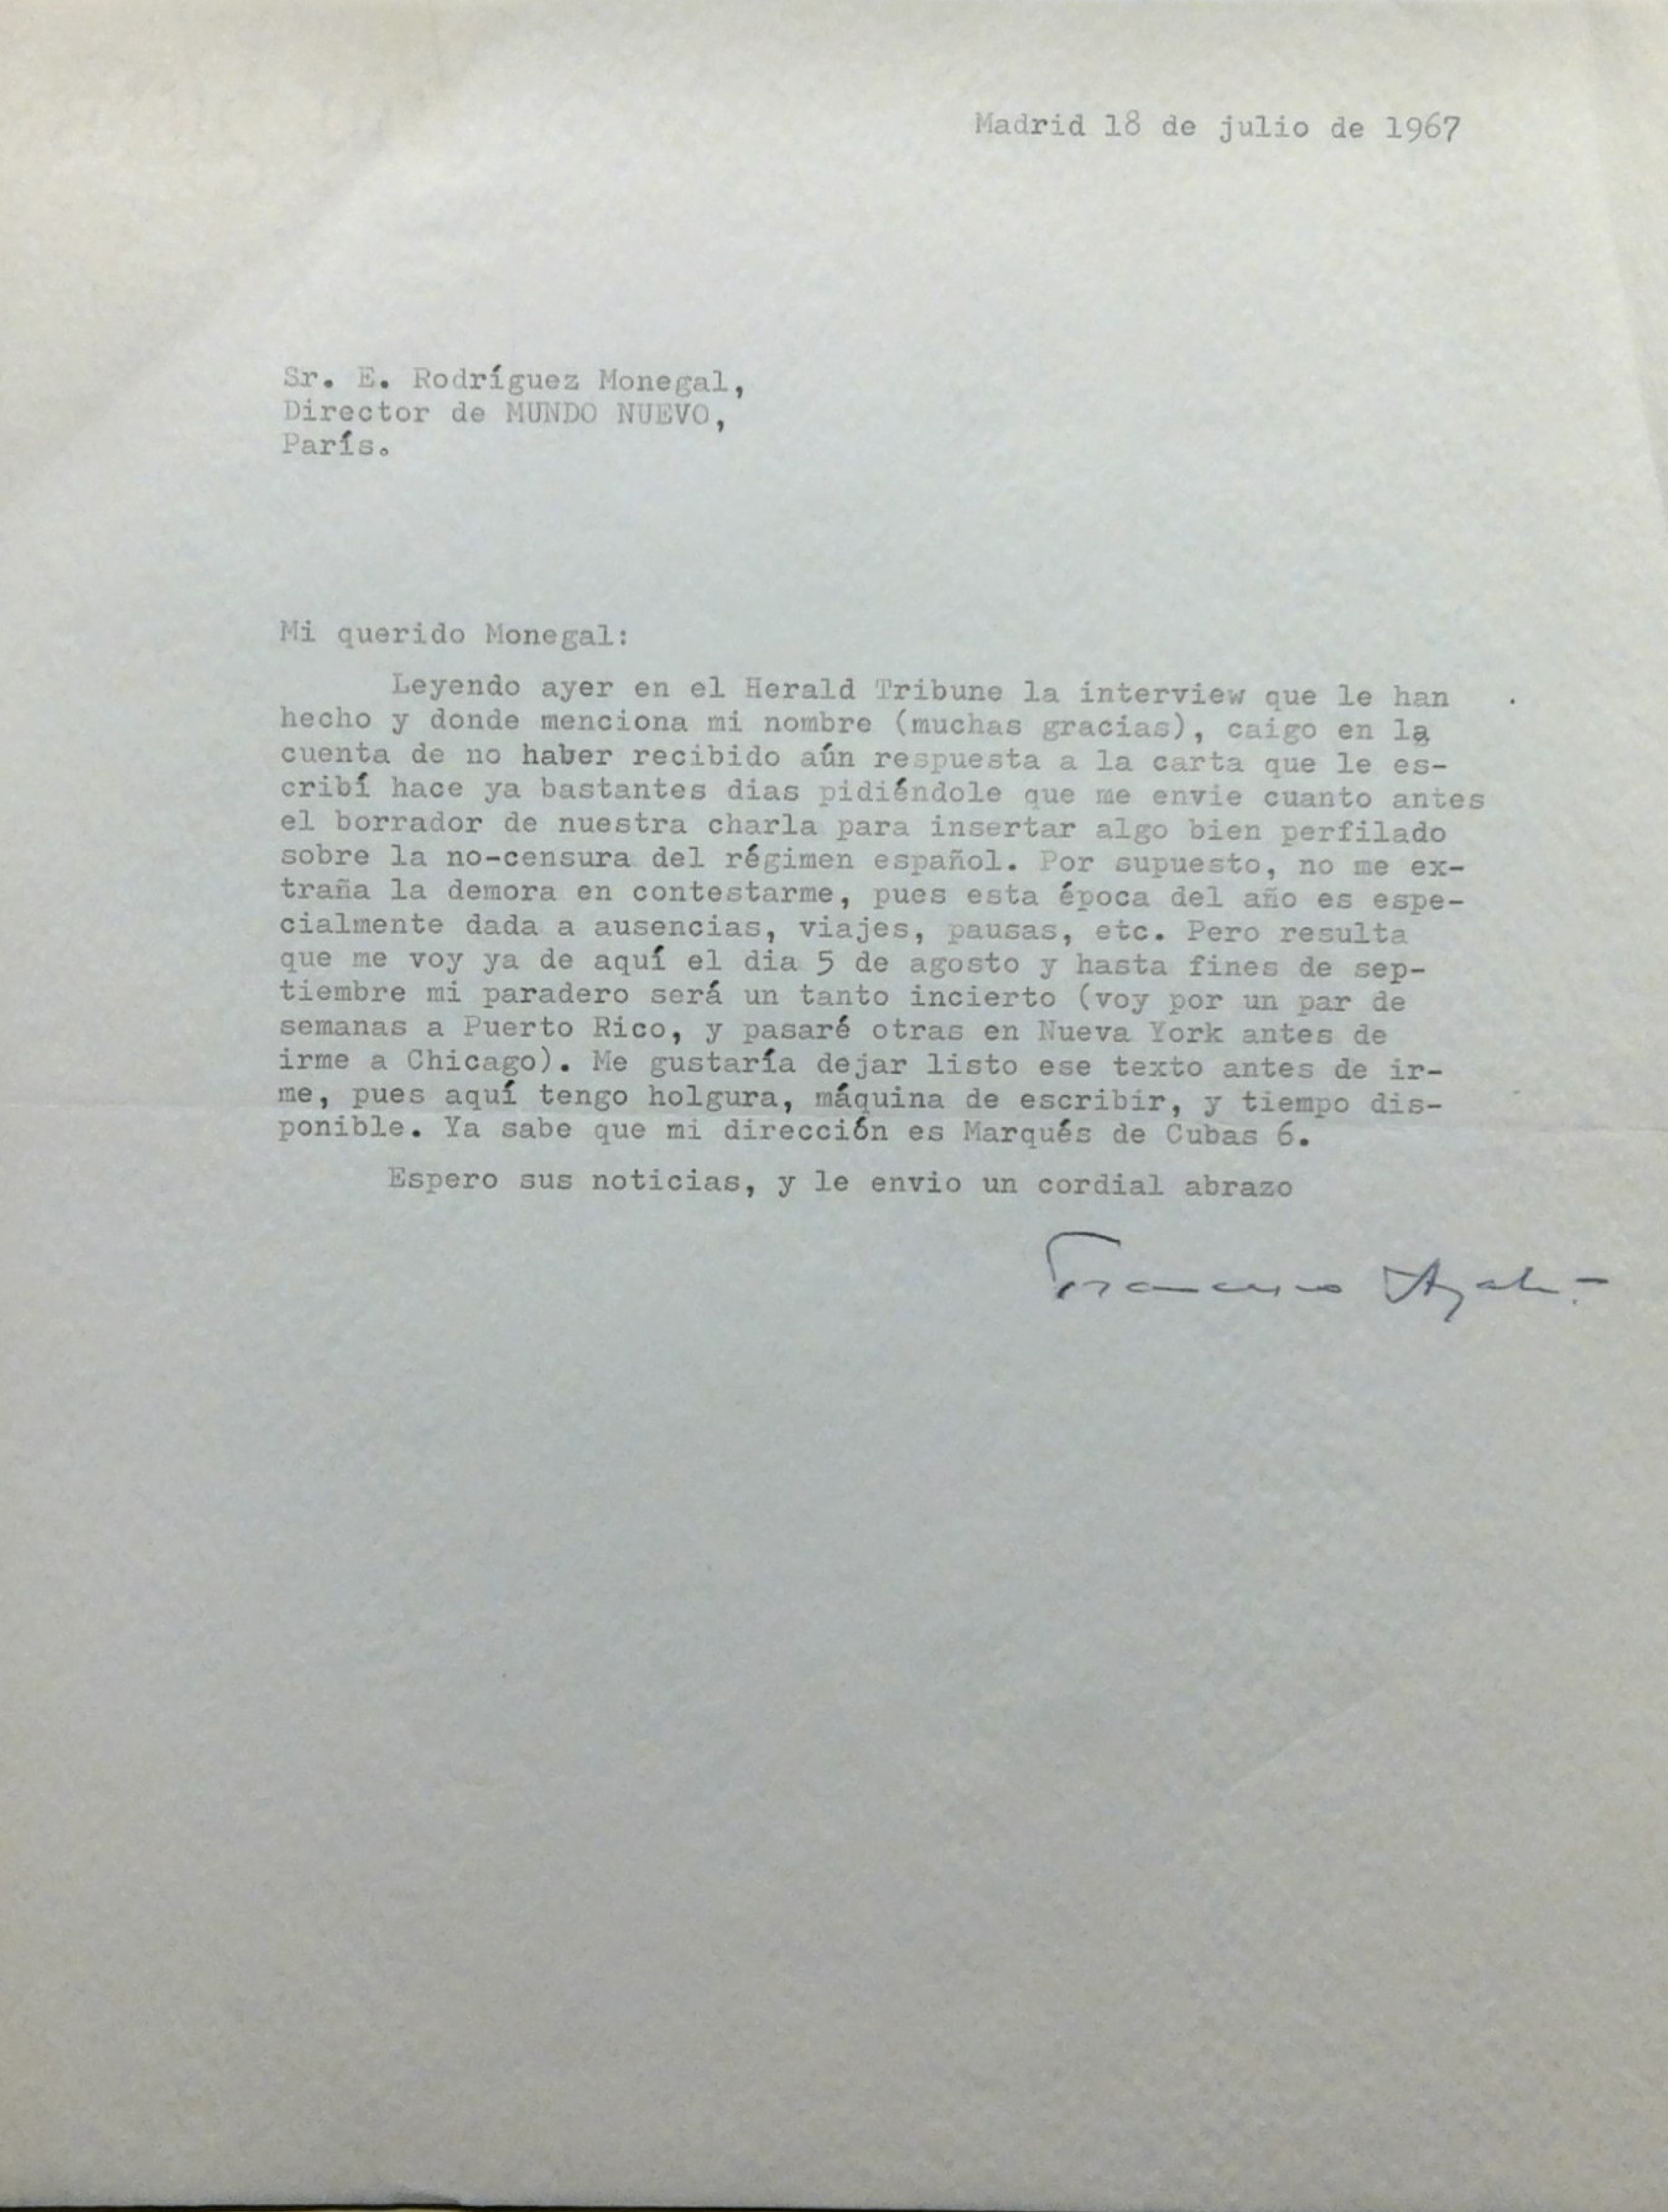 Madrid 18 de julio de 1967
Sr. E. Rodríguez Monegal,
Director de MUNDO NUEVO,
París.
Mi querido Monegal:
Leyendo ayer en el Herald Tribune la interview que le han
hecho y donde menciona mi nombre (muchas gracias), caigo en la
cuenta de no haber recibido aún respuesta a la carta que le es-
cribí hace ya bastantes dias pidiéndole que me envie cuanto antes
el borrador de nuestra charla para insertar algo bien perfilado
sobre la no-censura del régimen español. Por supuesto, no me ex-
traña la demora en contestarme, pues esta época del año es espe-
cialmente dada a ausencias, viajes, pausas, etc. Pero resulta
que me voy ya de aquí el dia 5 de agosto y hasta fines de sep-
tiembre mi paradero será un tanto incierto (voy por un par de
semanas a Puerto Rico, y pasaré otras en Nueva York antes de
irme a Chicago). Me gustaría dejar listo ese texto antes de ir-
me, pues aquí tengo holgura, máquina de escribir, y tiempo dis-
ponible. Ya sabe que mi dirección es Marqués de Cubas 6.
Espero sus noticias, y le envio un cordial abrazo
Francisco Ayala.-